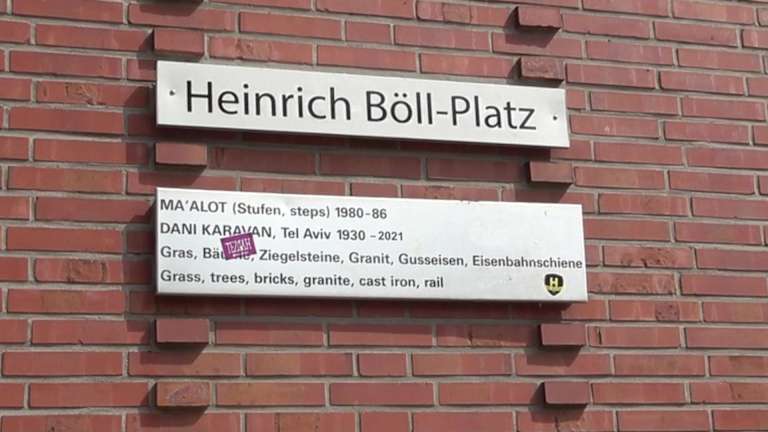 Heinrich Böll-Platz
MA'ALOT (Stufen, steps) 1980-86
DANI KARAVAN, Tel Aviv 1930 - 2021
Gras, Ziegelsteine, Granit, Gusseisen, Eisenbahnschiene
Grass, trees, bricks, granite, cast iron, rail
H